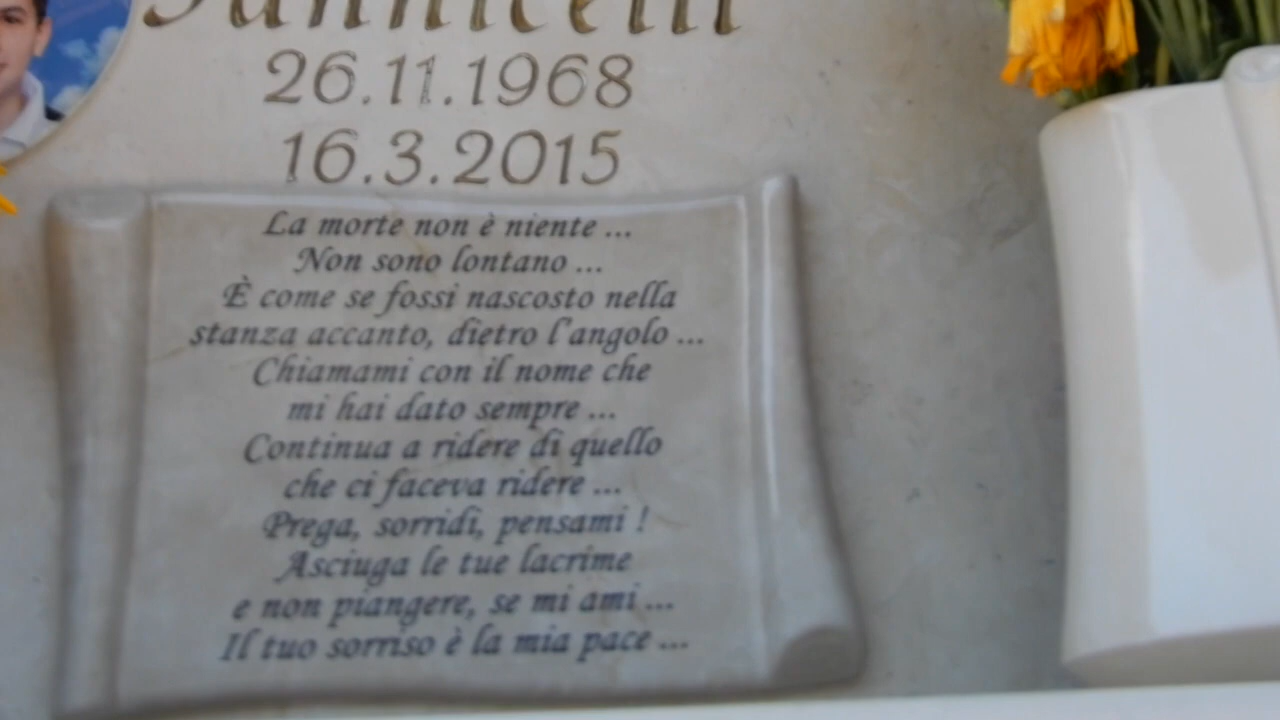 26.11.1968
16.3.2015
La morte non è niente ...
Non sono lontano ...
È come se fossi nascosto nella
stanza accanto, dietro l'angolo ...
Chiamami con il nome che
mi hai dato sempre ...
Continua a ridere di quello
che ci faceva ridere ...
Prega, sorridi, pensami !
Asciuga le tue lacrime
e non piangere, se mi ami ...
Il tuo sorriso è la mia pace ...